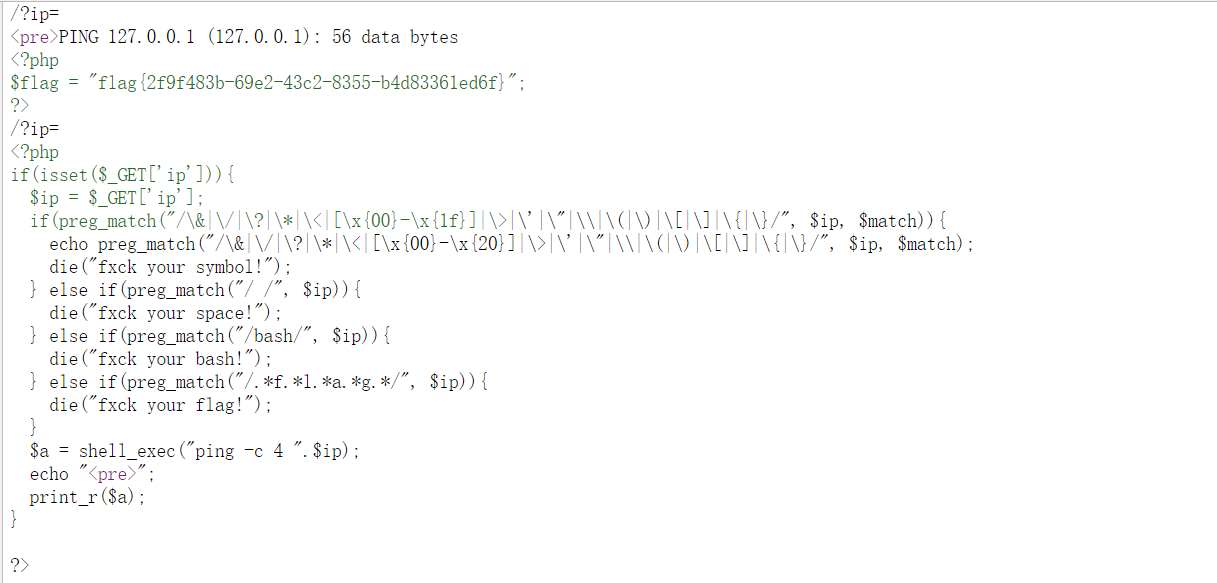 /?ip=
<pre>PING 127.0.0.1 (127.0.0.1): 56 data bytes
<?php
$flag = "flag{2f9f483b-69e2-43c2-8355-b4d83361ed6f}";
?>
/?ip=
<?php
if(isset($_GET['ip'])){
  $ip = $_GET['ip'];
  if(preg_match("/\&|\/|\?|\*|\<|[\x{00}-\x{1f}]|\>|\'|\"|\\|\(|\)|\[|\]|\{|\}/", $ip, $match)){
    echo preg_match("/\&|\/|\?|\*|\<|[\x{00}-\x{20}]|\>|\'|\"|\\|\(|\)|\[|\]|\{|\}/", $ip, $match);
    die("fxck your symbol!");
  } else if(preg_match("/ /", $ip)){
    die("fxck your space!");
  } else if(preg_match("/bash/", $ip)){
    die("fxck your bash!");
  } else if(preg_match("/.*f.*l.*a.*g.*/", $ip)){
    die("fxck your flag!");
  }
  $a = shell_exec("ping -c 4 ".$ip);
  echo "<pre>";
  print_r($a);
}
?>